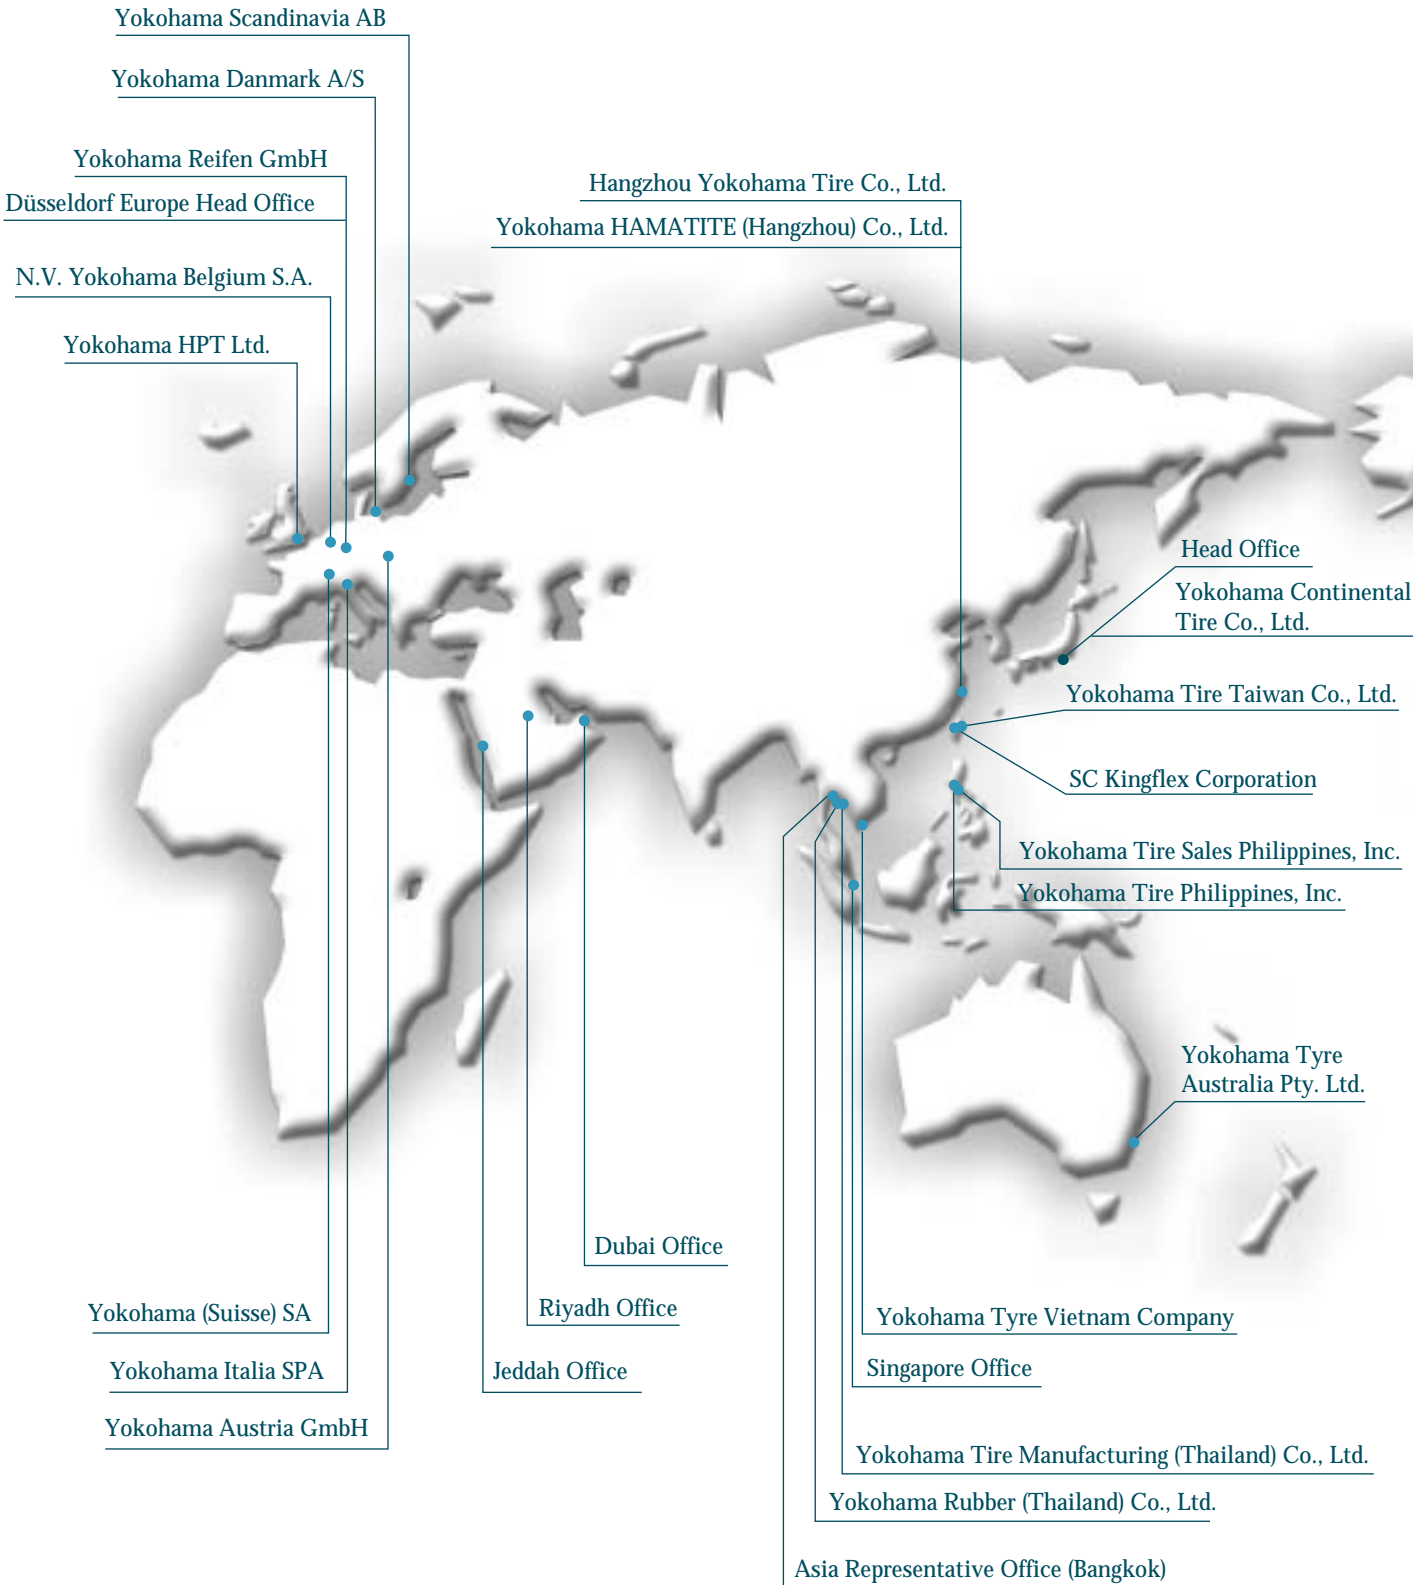 Yokohama Scandinavia AB
Yokohama Danmark A/S
Yokohama Reifen GmbH
Düsseldorf Europe Head Office
N.V. Yokohama Belgium S.A.
Yokohama HPT Ltd.
Hangzhou Yokohama Tire Co., Ltd.
Yokohama HAMATITE (Hangzhou) Co., Ltd.
Head Office
Yokohama Continental
Tire Co., Ltd.
Yokohama Tire Taiwan Co., Ltd.
SC Kingflex Corporation
Yokohama Tire Sales Philippines, Inc.
Yokohama Tire Philippines, Inc.
Yokohama Tyre
Australia Pty. Ltd.
Dubai Office
Riyadh Office
Jeddah Office
Yokohama (Suisse) SA
Yokohama Italia SPA
Yokohama Austria GmbH
Yokohama Tyre Vietnam Company
Singapore Office
Yokohama Tire Manufacturing (Thailand) Co., Ltd.
Yokohama Rubber (Thailand) Co., Ltd.
Asia Representative Office (Bangkok)